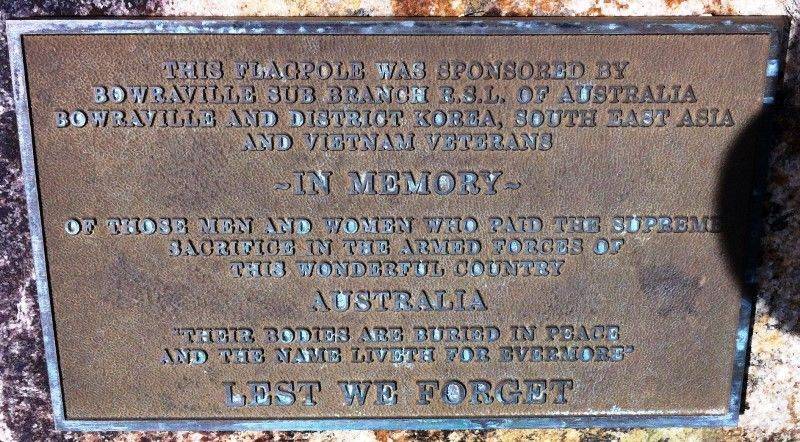 THIS FLAGPOLE WAS SPONSORED BY
BOWRAVILLE SUB BRANCH R.S.L. OF AUSTRALIA
BOWRAVILLE AND DISTRICT KOREA, SOUTH EAST ASIA
AND VIETNAM VETERANS
~IN MEMORY~
OF THOSE MEN AND WOMEN WHO PAID THE SUPREME
SACRIFICE IN THE ARMED FORCES OF
THIS WONDERFUL COUNTRY
AUSTRALIA
"THEIR BODIES ARE BURIED IN PEACE
AND THE NAME LIVETH FOR EVERMORE"
LEST WE FORGET